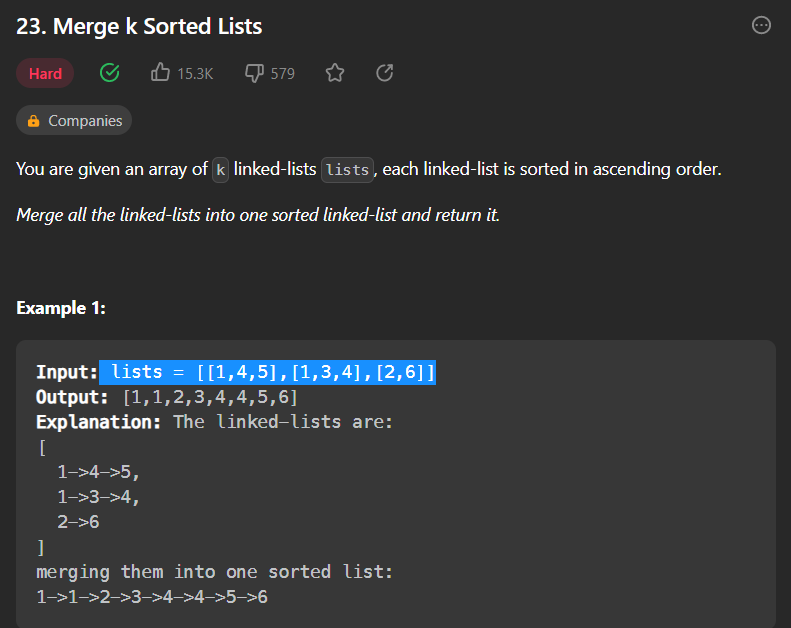 23. Merge k Sorted Lists
Hard 15.3K 579
Companies
You are given an array of k linked-lists lists, each linked-list is sorted in ascending order.
Merge all the linked-lists into one sorted linked-list and return it.
Example 1:
Input: lists = [[1,4,5],[1,3,4],[2,6]]
Output: [1,1,2,3,4,4,5,6]
Explanation: The linked-lists are:
[
  1->4->5,
  1->3->4,
  2->6
]
merging them into one sorted list:
1->1->2->3->4->4->5->6